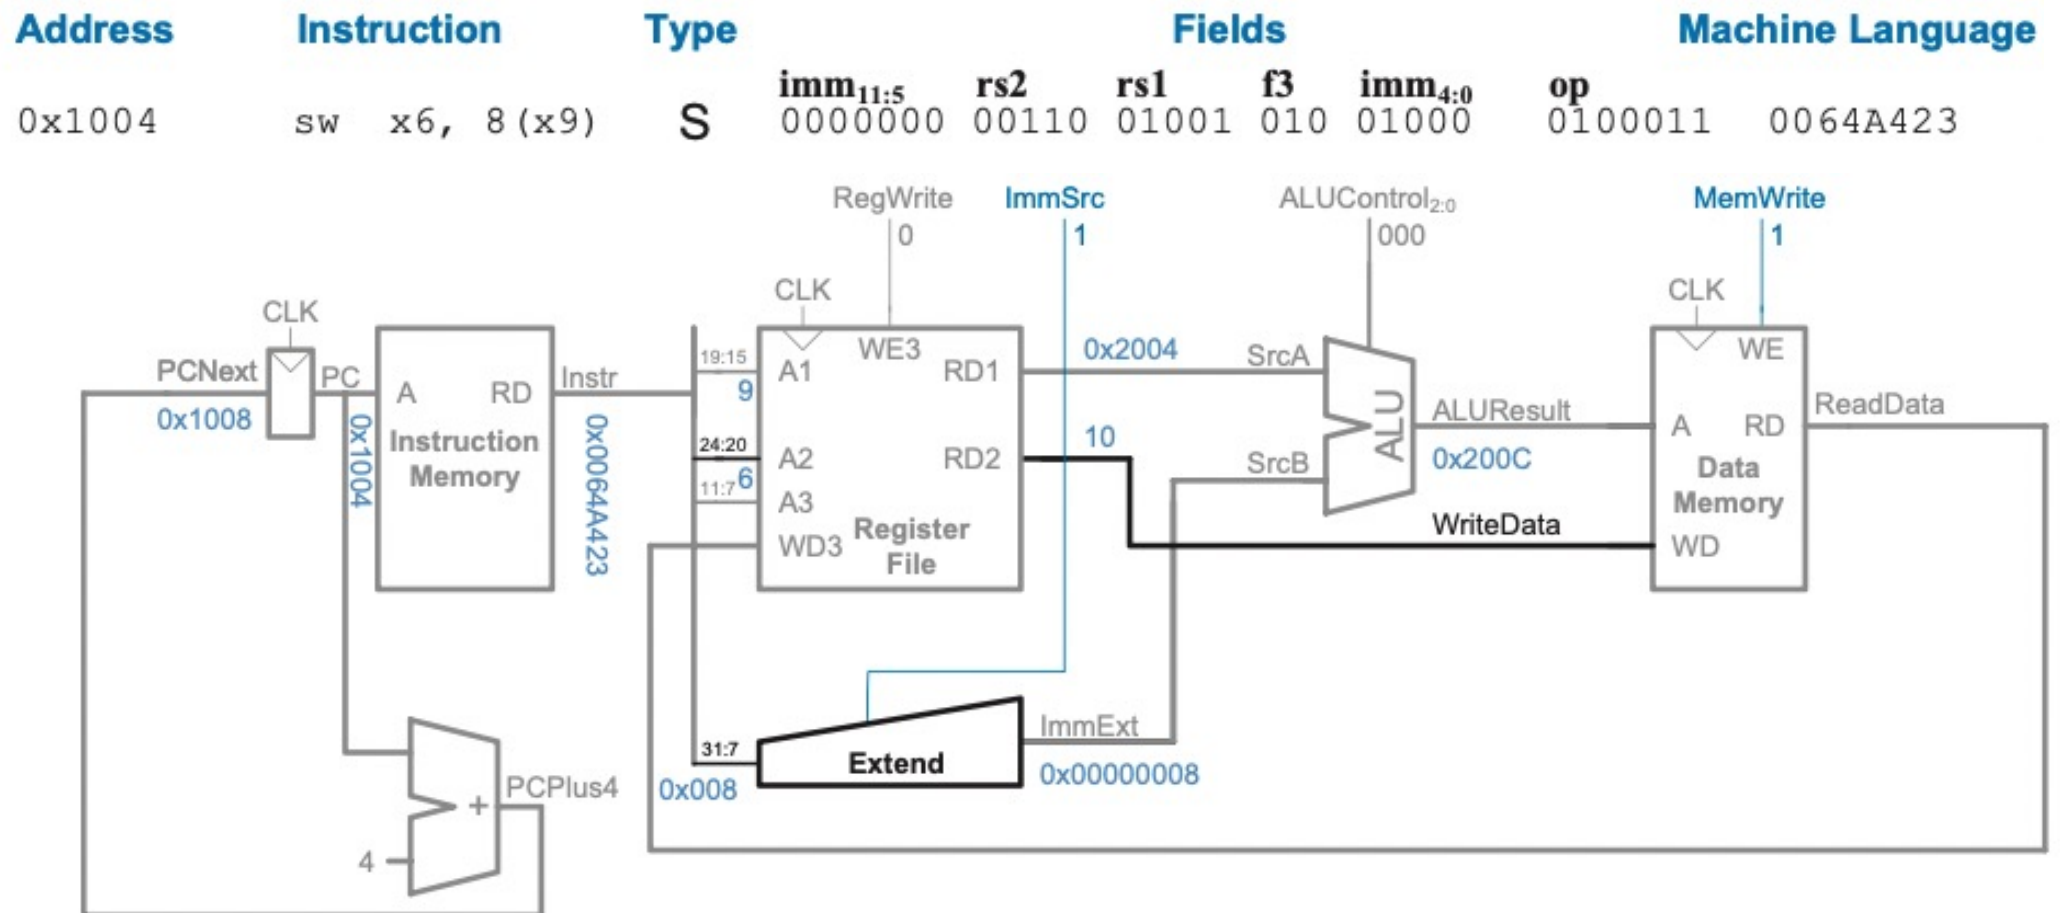 Address Instruction Type Fields Machine Language
imm11:5 rs2 rs1 f3 imm4:0 op
0x1004 sw x6, 8(x9) S 0000000 00110 01001 010 01000 0100011 0064A423
RegWrite ImmSrc ALUControl2:0 MemWrite
0 1 000 1
CLK CLK CLK
WE3 WE
PCNext PC A RD Instr
0x1008 0x1004 Instruction
Memory
0x0064A423
19:15 A1 RD1 0x2004 SrcA
9
24:20 A2 RD2 10 SrcB
6
11:7 A3
WD3 Register
File
ALU
ALUResult A RD ReadData
0x200C Data
Memory
WriteData WD
31:7 Extend ImmExt
0x008 0x00000008
PCPlus4
+
4